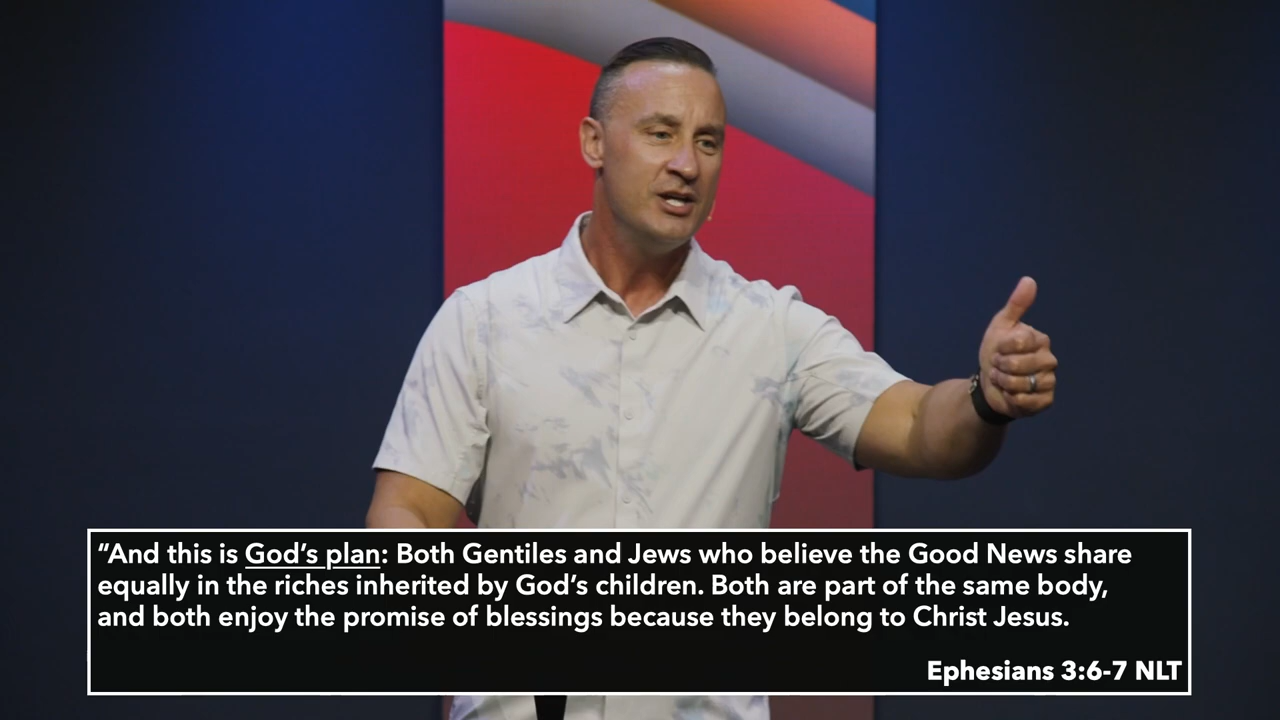 “And this is God’s plan: Both Gentiles and Jews who believe the Good News share
equally in the riches inherited by God’s children. Both are part of the same body,
and both enjoy the promise of blessings because they belong to Christ Jesus.
Ephesians 3:6-7 NLT